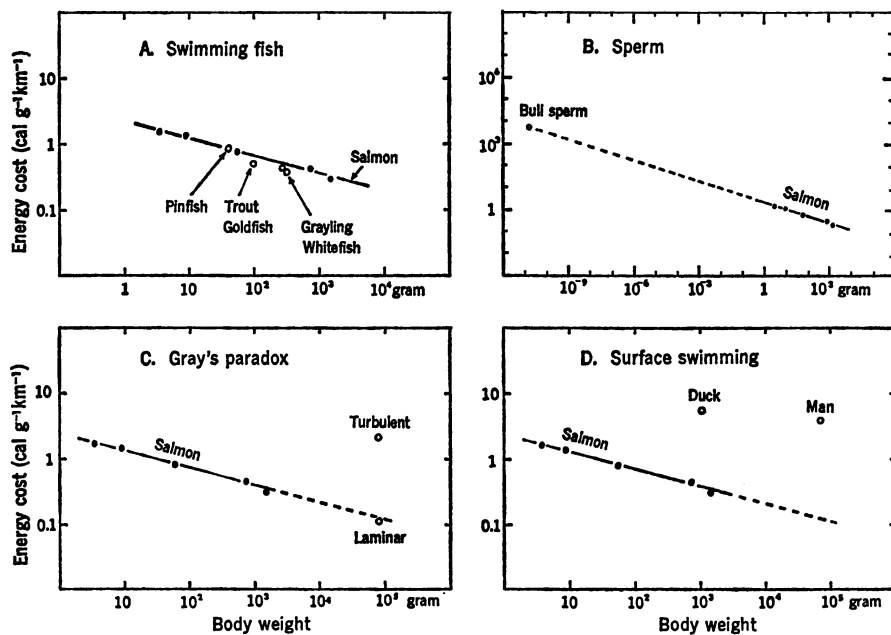 A. Swimming fish
Energy cost (cal g⁻¹km⁻¹)
10
1
0.1
Salmon
Pinfish
Trout
Goldfish
Grayling
Whitefish
1 10 10² 10³ 10⁴ gram
B. Sperm
10⁶
10³
1
Bull sperm
Salmon
10⁻⁹ 10⁻⁶ 10⁻³ 1 10³ gram
C. Gray's paradox
Energy cost (cal g⁻¹km⁻¹)
10
1
0.1
Turbulent
Salmon
Laminar
10 10² 10³ 10⁴ 10⁵ gram
Body weight
D. Surface swimming
10
1
0.1
Duck
Man
Salmon
10 10² 10³ 10⁴ 10⁵ gram
Body weight